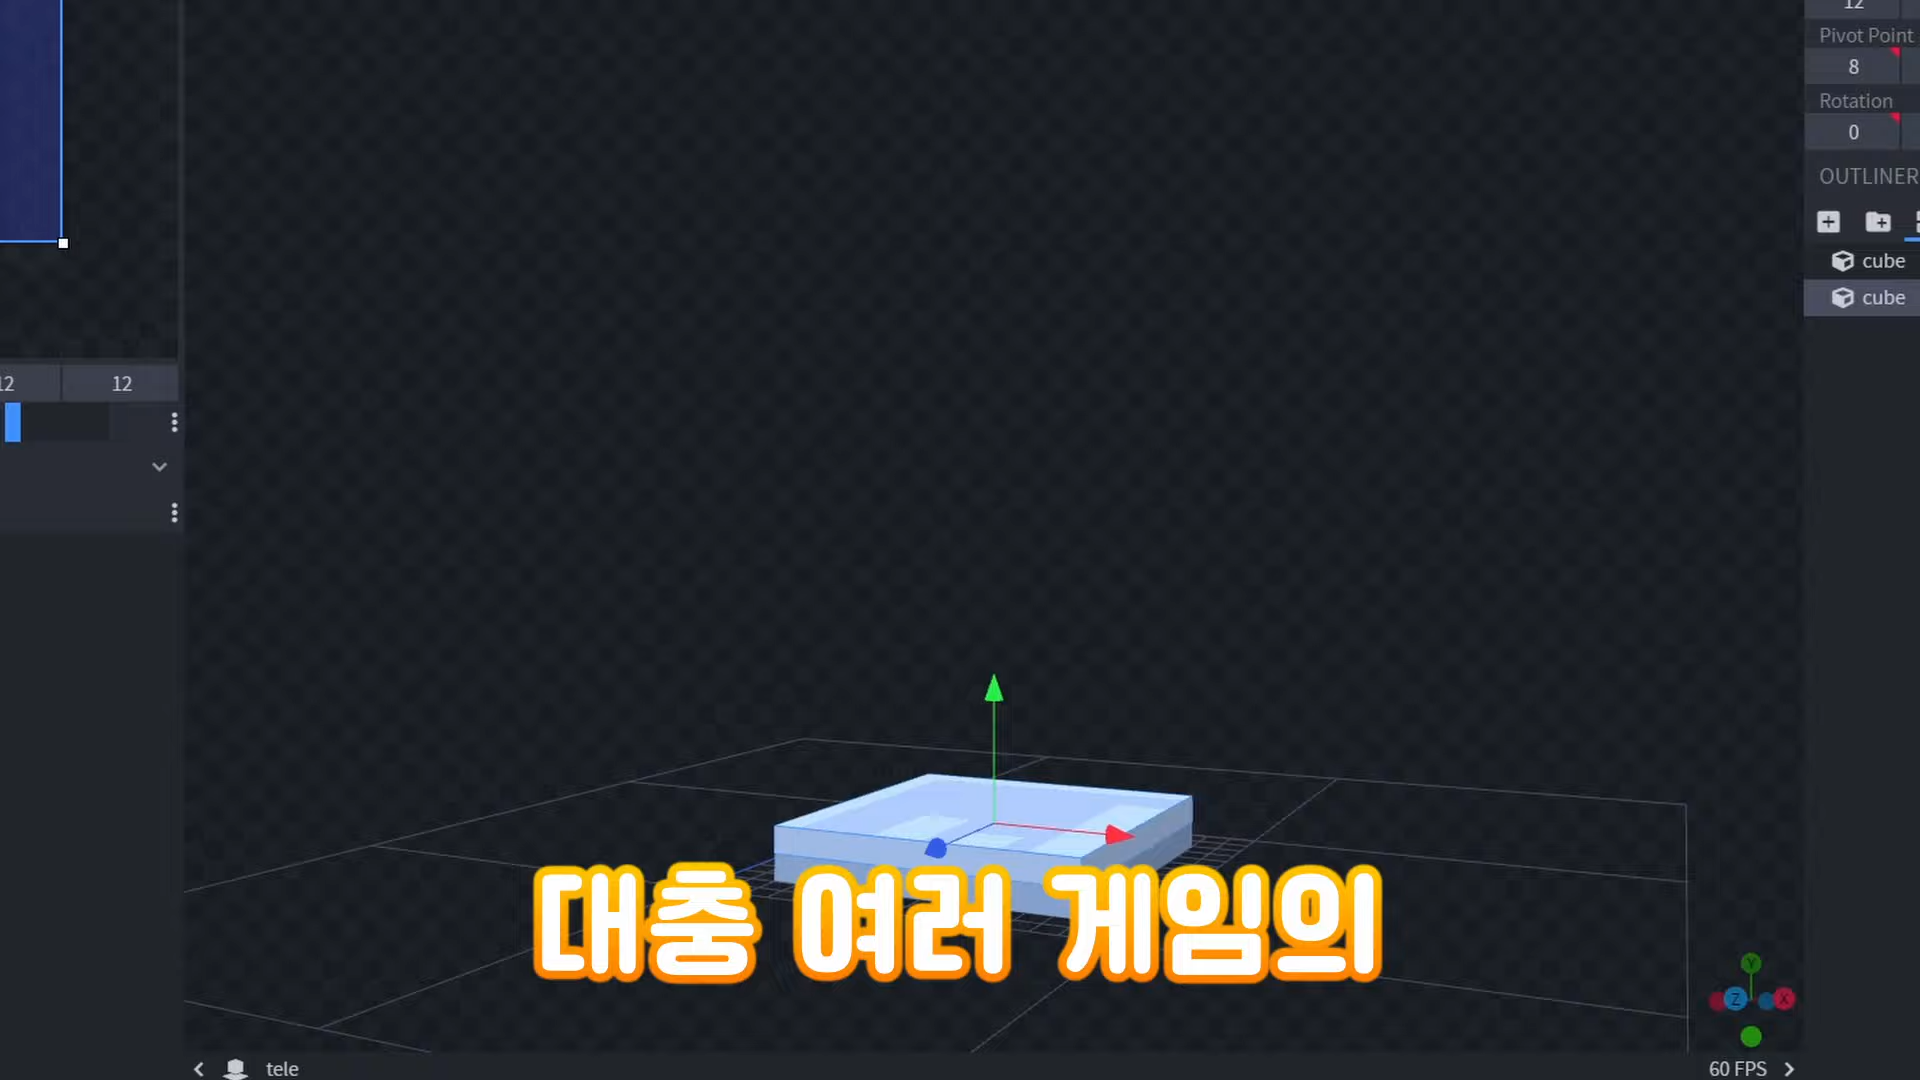 12
Pivot Point
8
Rotation
0
OUTLINER
cube
cube
12 12
대충 여러 게임의
Y
Z X
tele
60 FPS